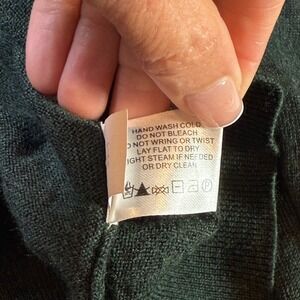 HAND WASH COLD
DO NOT BLEACH
DO NOT WRING OR TWIST
LAY FLAT TO DRY
IGHT STEAM IF NEEDED
OR DRY CLEAN